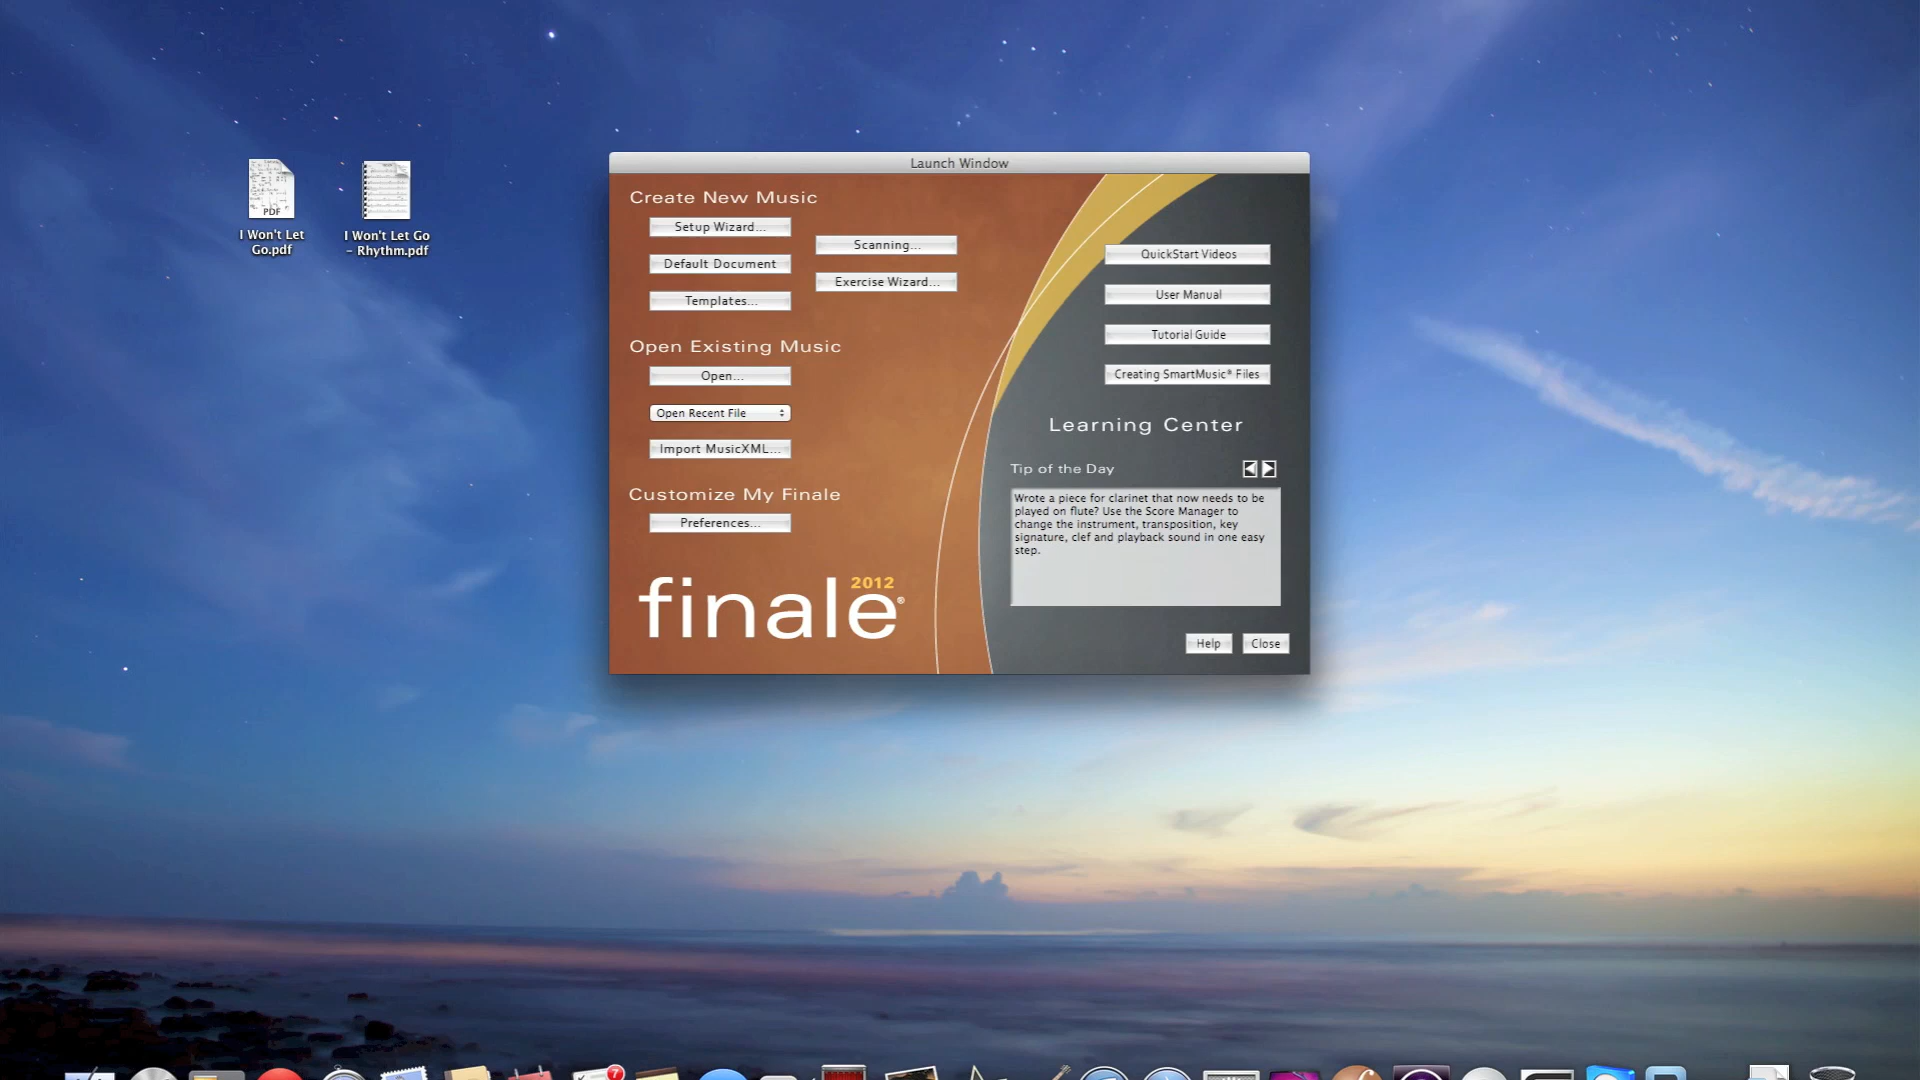 Launch Window
Create New Music
Setup Wizard...
Default Document
Templates...
Scanning...
Exercise Wizard...
Open Existing Music
Open...
Open Recent File
Import MusicXML...
Customize My Finale
Preferences...
finale® 2012
QuickStart Videos
User Manual
Tutorial Guide
Creating SmartMusic® Files
Learning Center
Tip of the Day
Wrote a piece for clarinet that now needs to be
played on flute? Use the Score Manager to
change the instrument, transposition, key
signature, clef and playback sound in one easy
step.
Help
Close
PDF
I Won't Let
Go.pdf
I Won't Let Go
– Rhythm.pdf
7